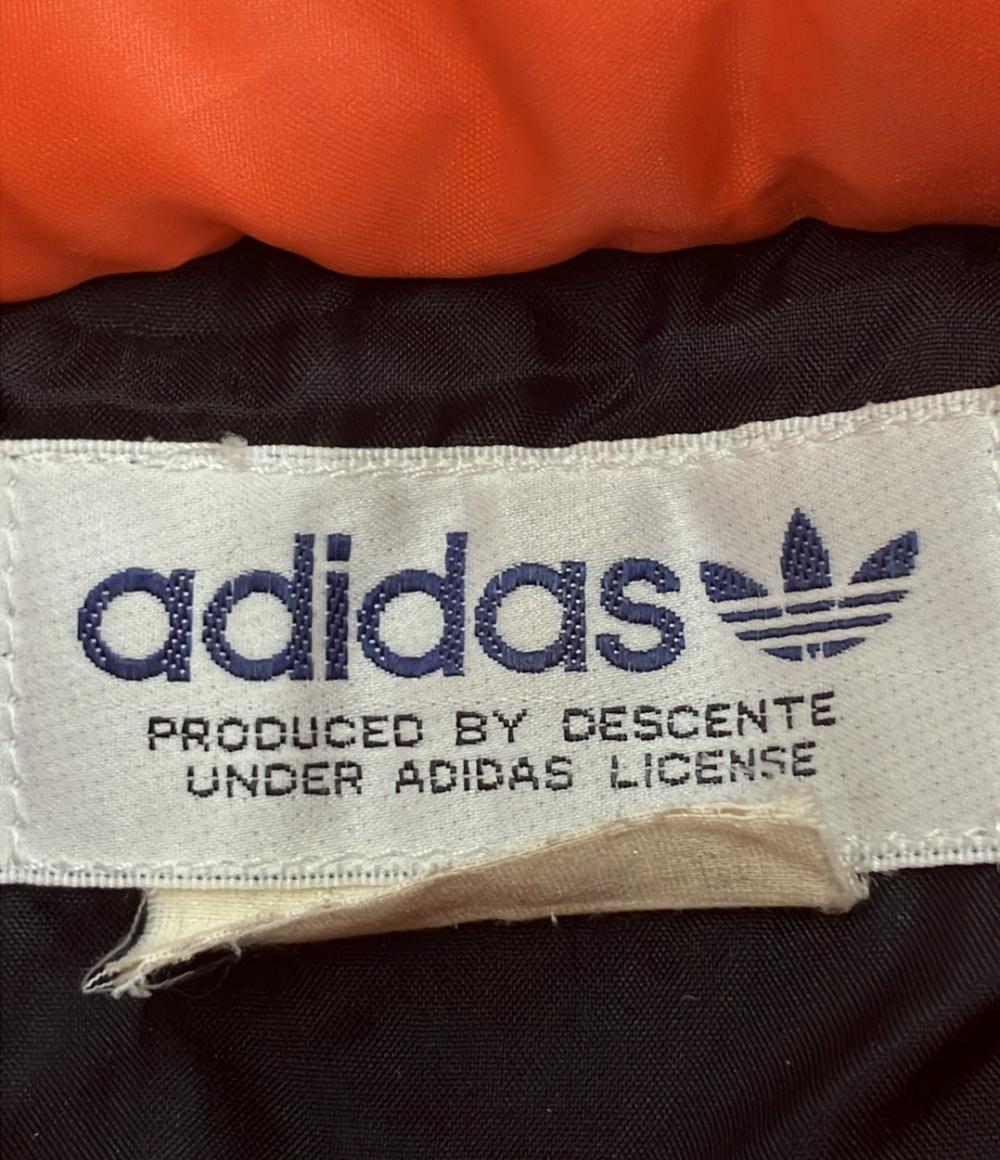 adidas
PRODUCED BY DESCENTE
UNDER ADIDAS LICENSE